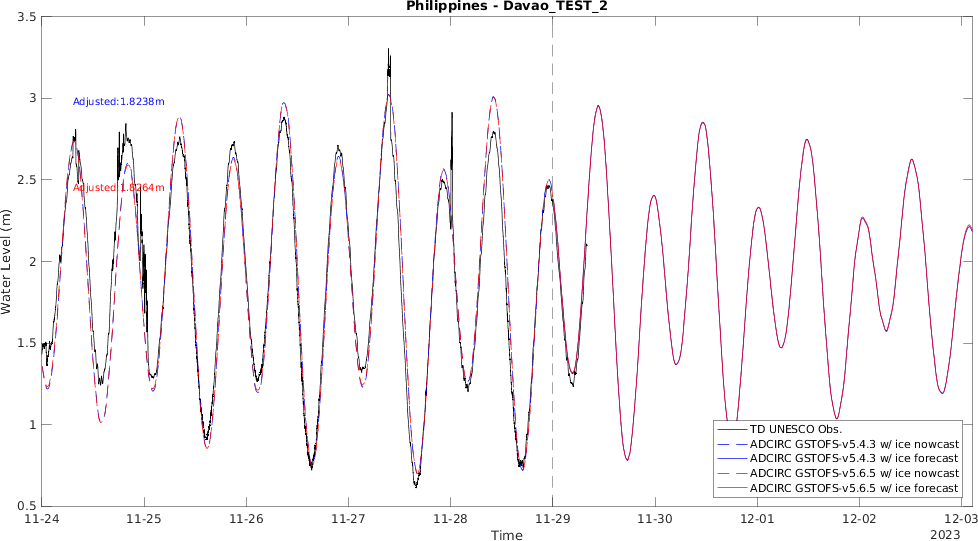 Philippines - Davao_TEST_2
3.5
3
2.5
2
1.5
1
0.5
Water Level (m)
Adjusted:1.8238m
Adjusted:1.8264m
TD UNESCO Obs.
ADCIRC GSTOFS-v5.4.3 w/ ice nowcast
ADCIRC GSTOFS-v5.4.3 w/ ice forecast
ADCIRC GSTOFS-v5.6.5 w/ ice nowcast
ADCIRC GSTOFS-v5.6.5 w/ ice forecast
11-24 11-25 11-26 11-27 11-28 11-29 11-30 12-01 12-02 12-03
Time
2023